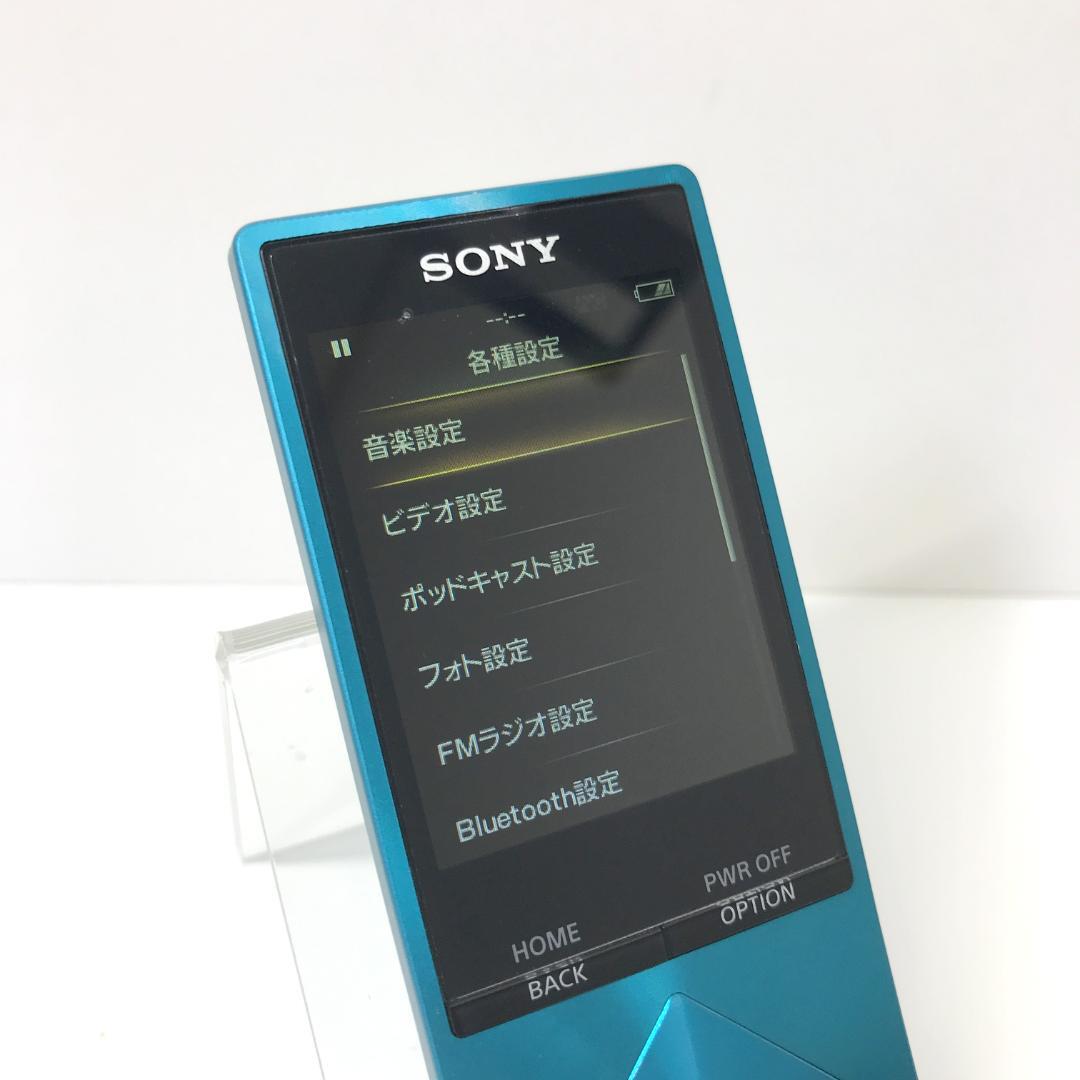 SONY
--:--
各種設定
音楽設定
ビデオ設定
ポッドキャスト設定
フォト設定
FMラジオ設定
Bluetooth設定
PWR OFF
OPTION
HOME
BACK